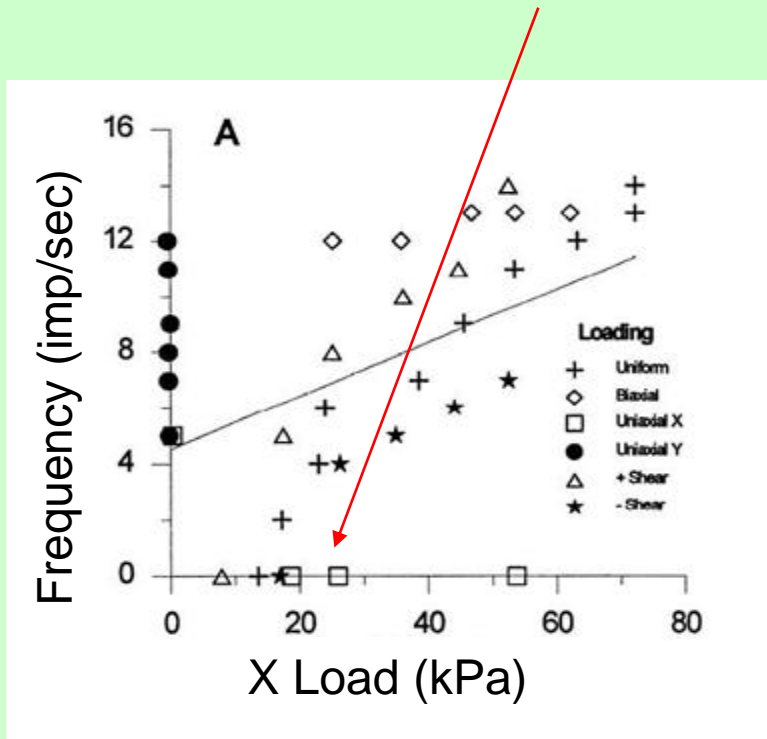 A
16
12
8
4
0
Frequency (imp/sec)
Loading
Uniform
Biaxial
Uniaxial X
Uniaxial Y
+ Shear
- Shear
0 20 40 60 80
X Load (kPa)